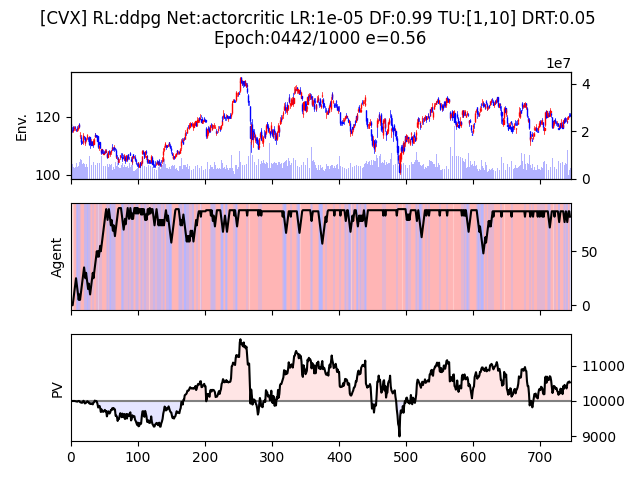 [CVX] RL:ddpg Net:actorcritic LR:1e-05 DF:0.99 TU:[1,10] DRT:0.05
Epoch:0442/1000 e=0.56
1e7
Env.
120
100
4
2
0
Agent
50
0
PV
11000
10000
9000
0 100 200 300 400 500 600 700